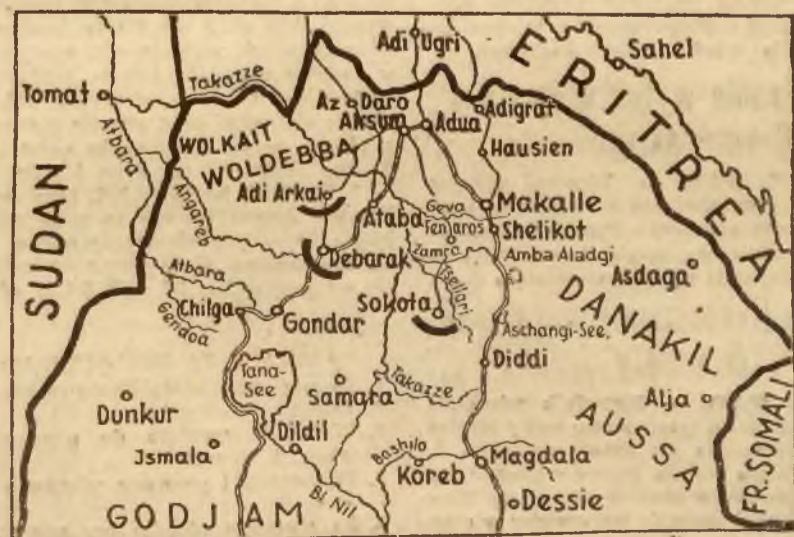 Adi Ugri
ERITREA
Sahel
Tomat
Takazze
Az Daro
Aksum
Adua
Adigrat
Atbara
WOLKAIT
WOLDEBBA
Hausien
SUDAN
Angareb
Adi Arkai
Ataba
Geva
Makalle
Tenaros
Shelikot
Debarak
Zamra
Amba Aladgi
Asdaga
Atbara
Tsellari
DANAKIL
Chilga
Gondar
Sokota
Aschangi-See
Gendoa
Tana-
See
Diddi
Samara
Takazze
Alja
Dunkur
AUSSA
Dildil
Jsmala
Bashilo
Koreb
Magdala
FR. SOMALI
Bl. Nil
Dessie
GODJAM